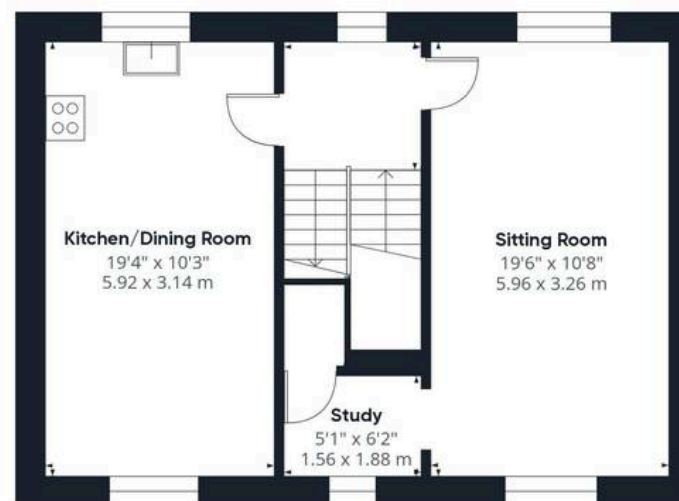 Kitchen/Dining Room
19'4" x 10'3"
5.92 x 3.14 m
Sitting Room
19'6" x 10'8"
5.96 x 3.26 m
Study
5'1" x 6'2"
1.56 x 1.88 m